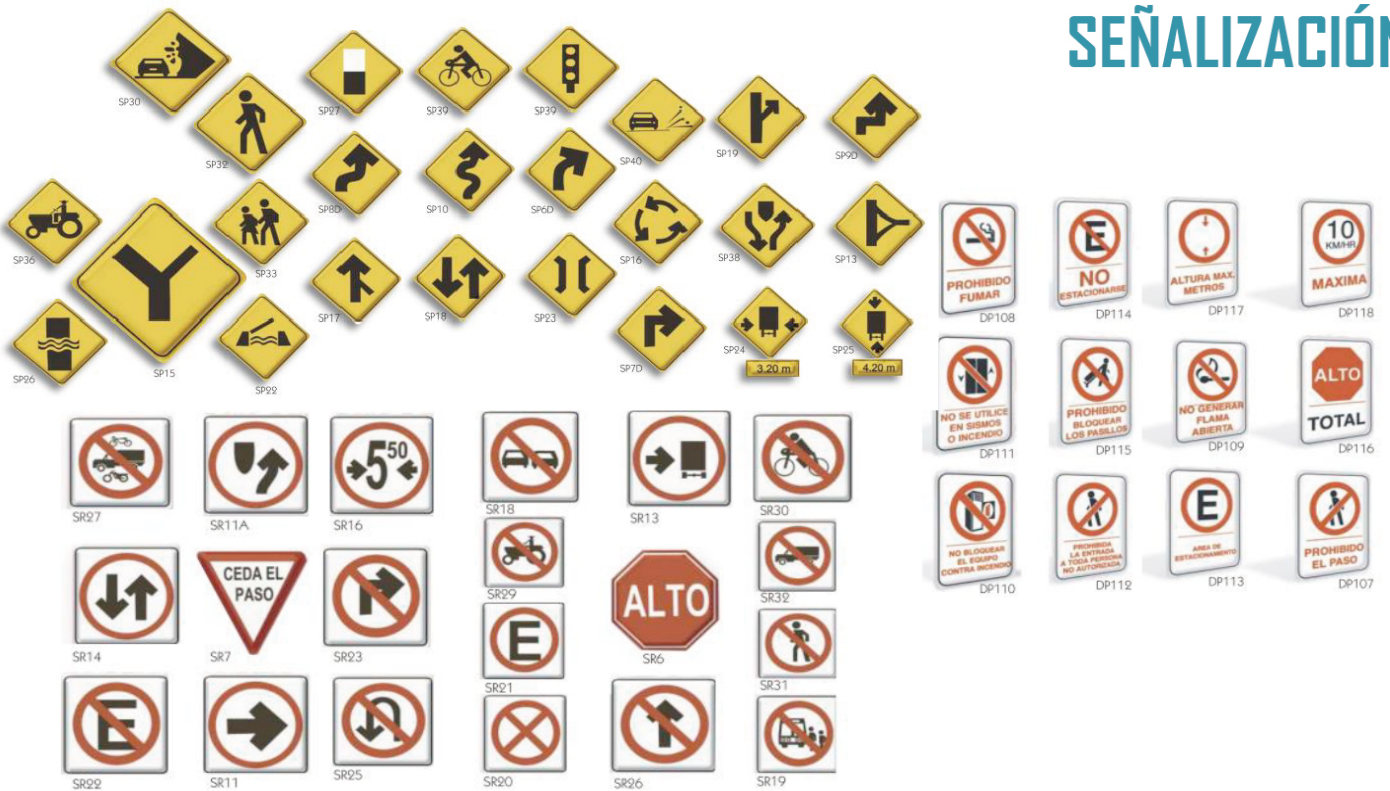 SEÑALIZACIÓN
SP30
SP32
SP27
SP39
SP39
SP40
SP19
SP9D
SP36
SP33
SP8D
SP10
SP6D
SP16
SP38
SP13
SP26
SP15
SP22
SP17
SP18
SP23
SP7D
SP24
3.20 m
SP25
4.20 m
PROHIBIDO
FUMAR
DP108
E
NO
ESTACIONARSE
DP114
ALTURA MAX.
METROS
DP117
10
KM/HR.
MAXIMA
DP118
NO SE UTILICE
EN SISMOS
O INCENDIO
DP111
PROHIBIDO
BLOQUEAR
LOS PASILLOS
DP115
NO GENERAR
FLAMA
ABIERTA
DP109
ALTO
TOTAL
DP116
NO BLOQUEAR
EL EQUIPO
CONTRA INCENDIO
DP110
PROHIBIDA
LA ENTRADA
A TODA PERSONA
NO AUTORIZADA
DP112
E
AREA DE
ESTACIONAMIENTO
DP113
PROHIBIDO
EL PASO
DP107
SR27
SR11A
5.50
SR16
SR18
SR13
SR30
SR14
CEDA EL
PASO
SR7
SR23
SR29
E
SR21
ALTO
SR6
SR32
SR31
E
SR22
SR11
SR25
SR20
SR26
SR19